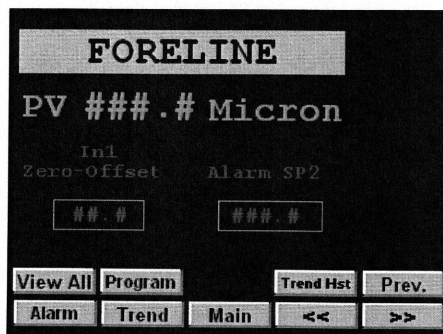 FORELINE
PV ###.# Micron
In1
Zero-Offset Alarm SP2
##.# ###.#
View All Program Trend Hst Prev.
Alarm Trend Main << >>